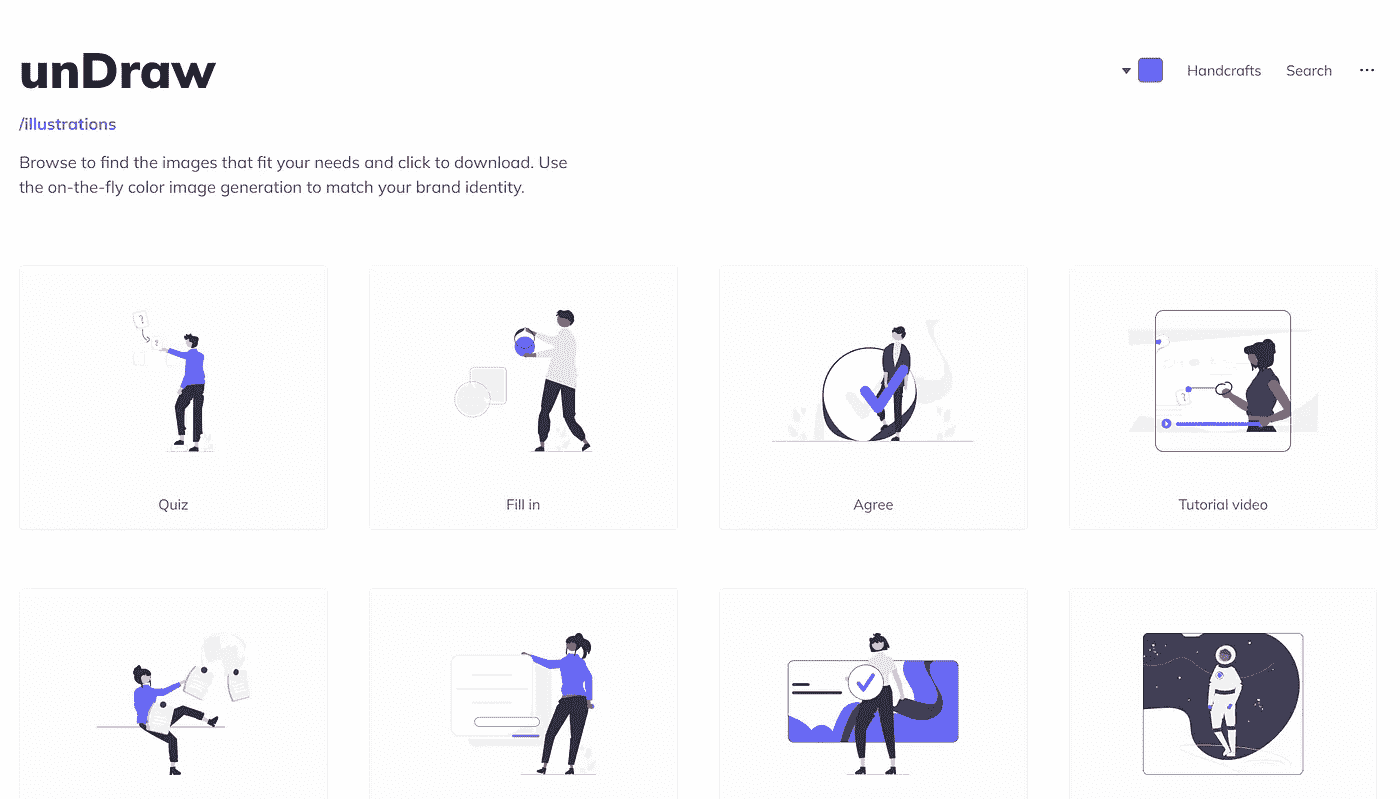 unDraw
Handcrafts
Search
/illustrations
Browse to find the images that fit your needs and click to download. Use
the on-the-fly color image generation to match your brand identity.
?
?
?
Quiz
Fill in
Agree
Tutorial video